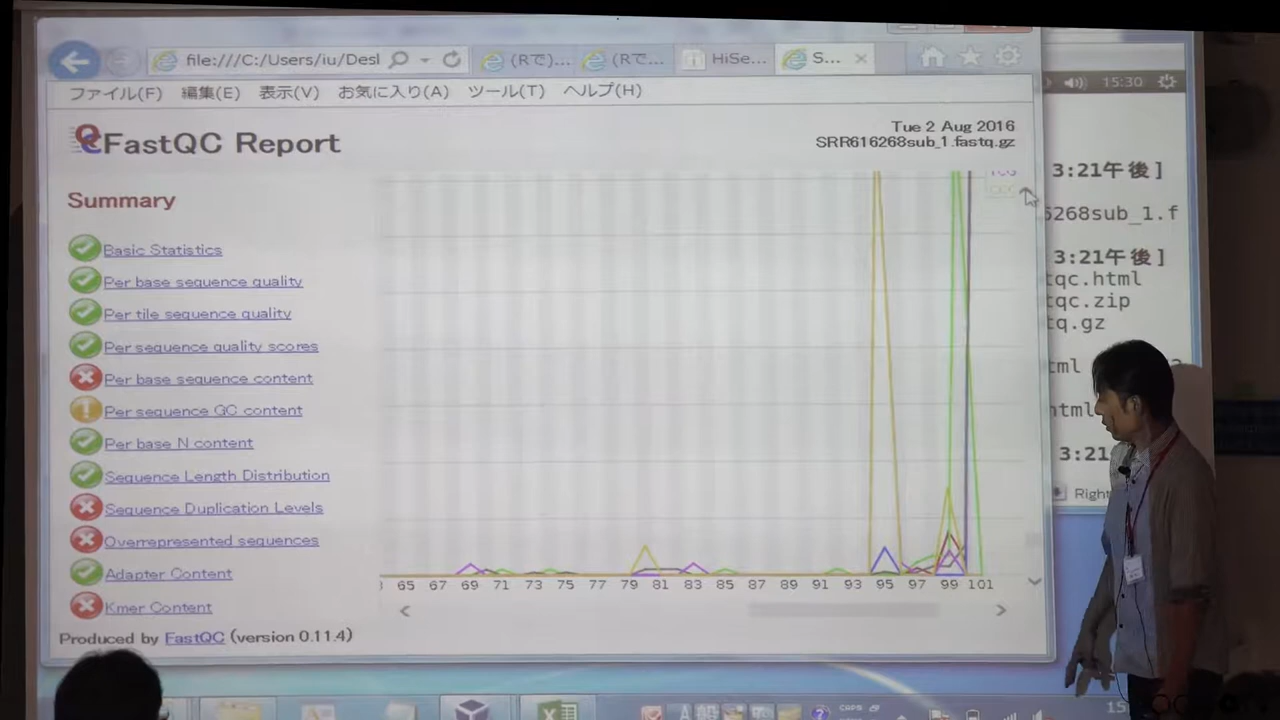 file:///C:/Users/iu/Desl
(Rで)...
(Rで...
HiSe...
S...
ファイル(F) 編集(E) 表示(V) お気に入り(A) ツール(T) ヘルプ(H)
15:30
FastQC Report
Tue 2 Aug 2016
SRR616268sub_1.fastq.gz
Summary
Basic Statistics
Per base sequence quality
Per tile sequence quality
Per sequence quality scores
Per base sequence content
Per sequence GC content
Per base N content
Sequence Length Distribution
Sequence Duplication Levels
Overrepresented sequences
Adapter Content
Kmer Content
65 67 69 71 73 75 77 79 81 83 85 87 89 91 93 95 97 99 101
Produced by FastQC (version 0.11.4)
3:21午後]
6268sub_1.f
3:21午後]
tqc.html
tqc.zip
tq.gz
tml
html
3:21
Right
CAPS
15